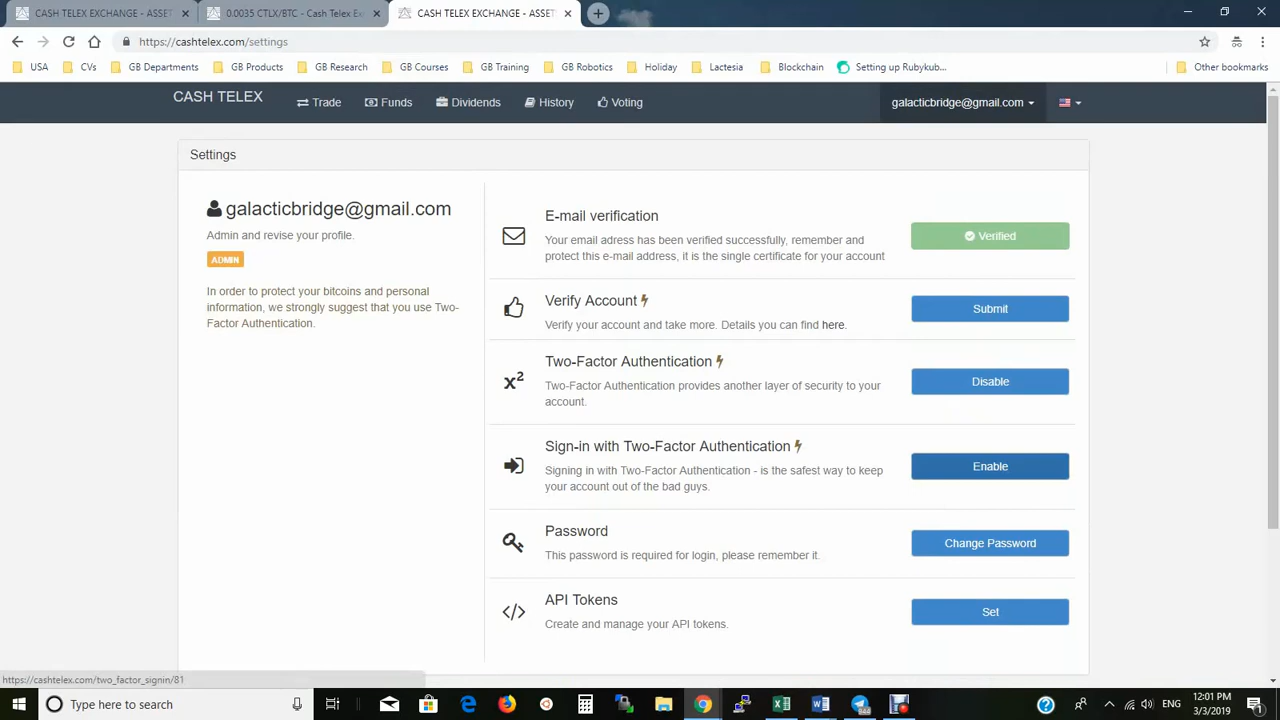 CASH TELEX EXCHANGE - ASSET
0.0035 CTLX/BTC - Cash Telex Ex
CASH TELEX EXCHANGE - ASSET
https://cashtelex.com/settings
USA CVs GB Departments GB Products GB Research GB Courses GB Training GB Robotics Holiday Lactesia Blockchain Setting up Rubykub... Other bookmarks
CASH TELEX Trade Funds Dividends History Voting galacticbridge@gmail.com
Settings
galacticbridge@gmail.com
Admin and revise your profile.
ADMIN
In order to protect your bitcoins and personal
information, we strongly suggest that you use Two-
Factor Authentication.
E-mail verification
Your email adress has been verified successfully, remember and
protect this e-mail address, it is the single certificate for your account
Verified
Verify Account
Verify your account and take more. Details you can find here.
Submit
Two-Factor Authentication
Two-Factor Authentication provides another layer of security to your
account.
Disable
Sign-in with Two-Factor Authentication
Signing in with Two-Factor Authentication - is the safest way to keep
your account out of the bad guys.
Enable
Password
This password is required for login, please remember it.
Change Password
API Tokens
Create and manage your API tokens.
Set
https://cashtelex.com/two_factor_signin/81
Type here to search
ENG
12:01 PM
3/3/2019